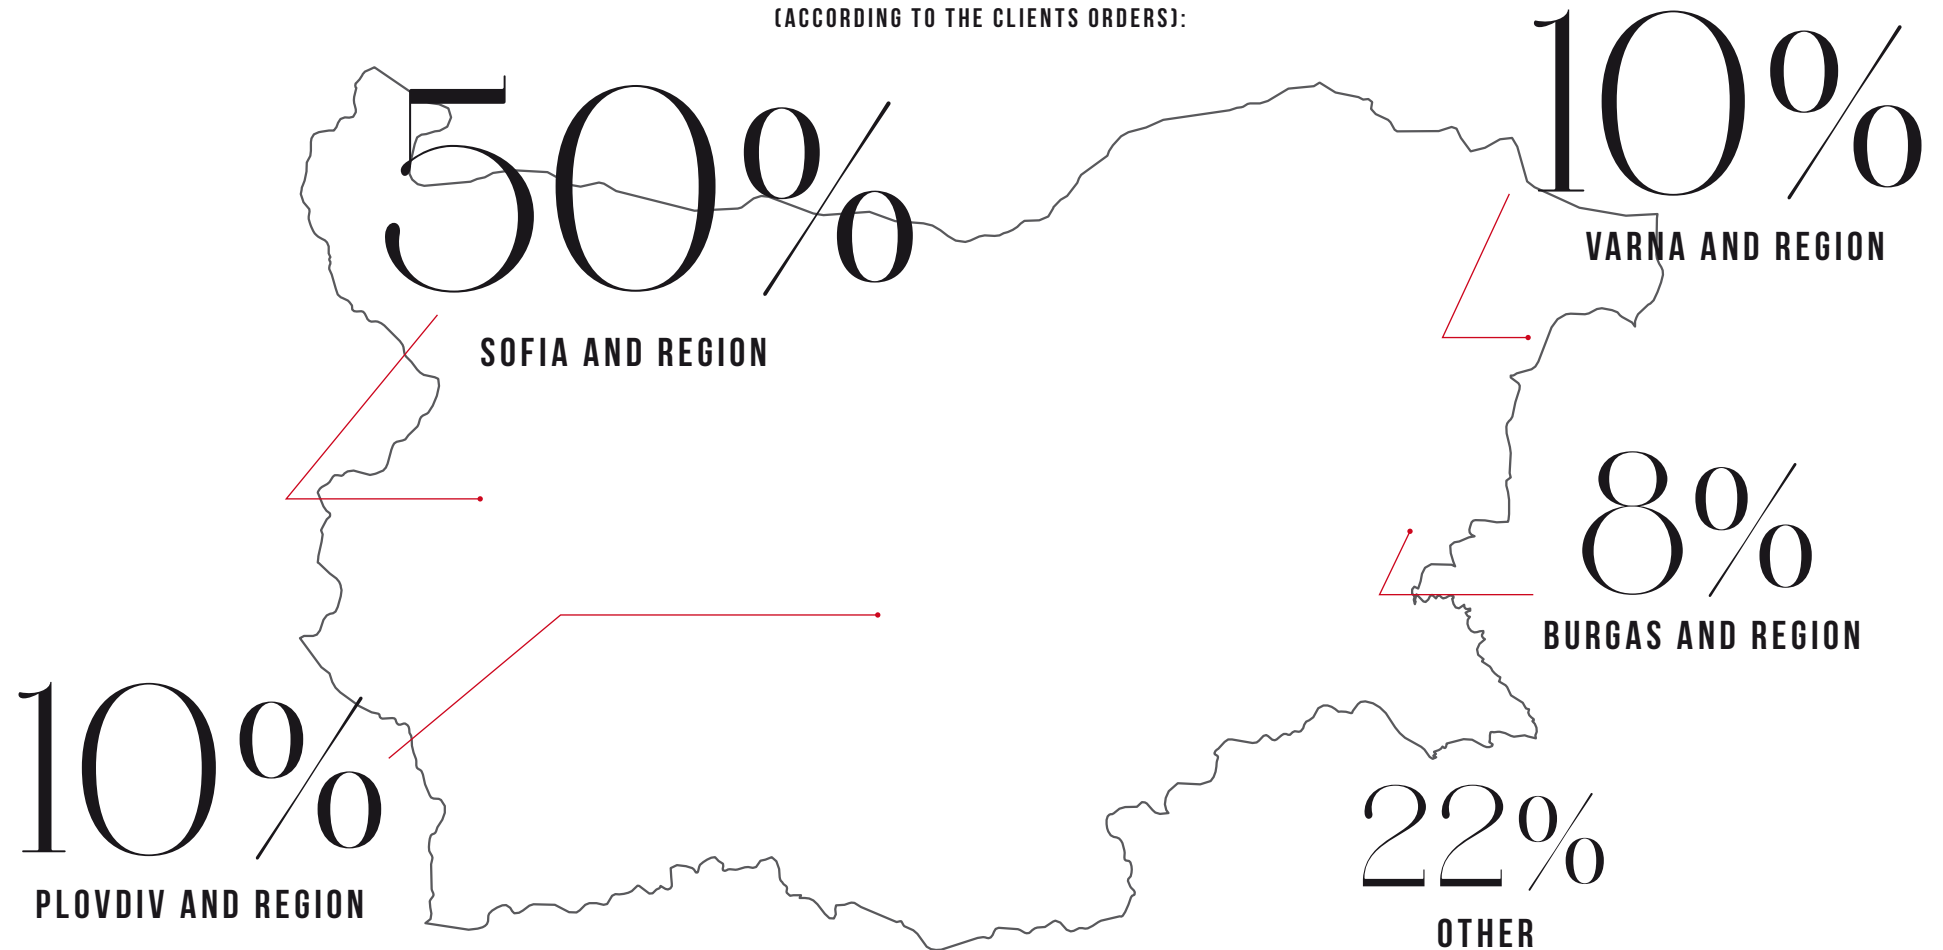 (ACCORDING TO THE CLIENTS ORDERS):
50%
SOFIA AND REGION
10%
VARNA AND REGION
8%
BURGAS AND REGION
10%
PLOVDIV AND REGION
22%
OTHER